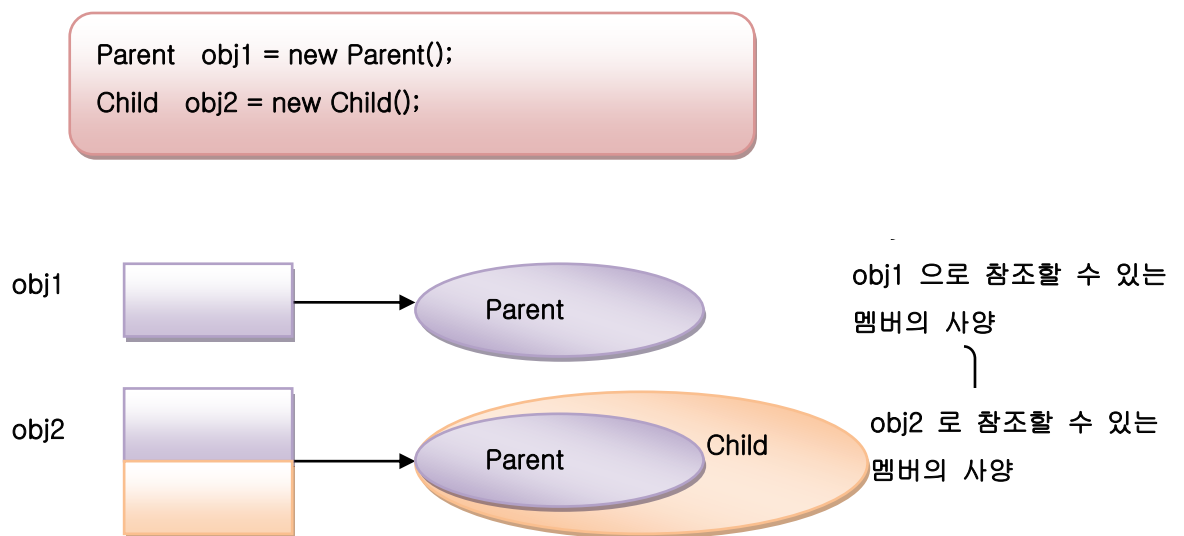 Parent obj1 = new Parent();
Child obj2 = new Child();
obj1
Parent
obj1 으로 참조할 수 있는
멤버의 사양
obj2
Parent
Child
obj2 로 참조할 수 있는
멤버의 사양